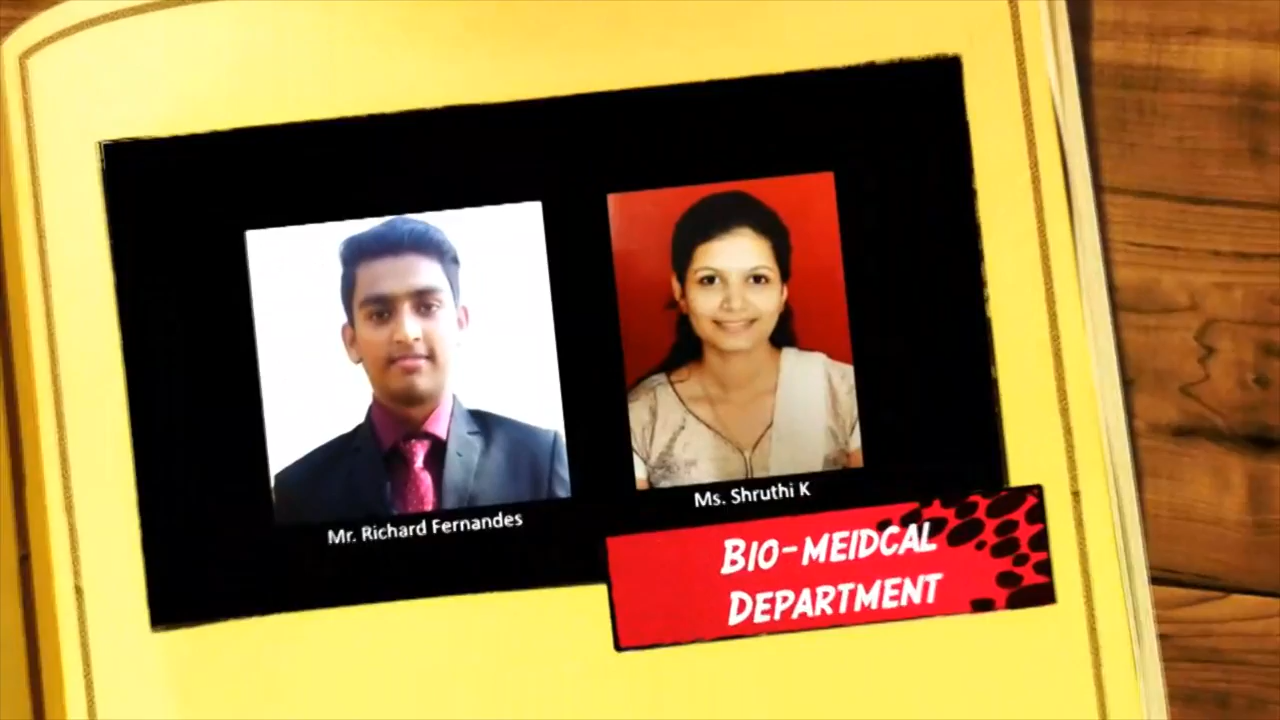 Mr. Richard Fernandes
Ms. Shruthi K
BIO-MEIDCAL
DEPARTMENT